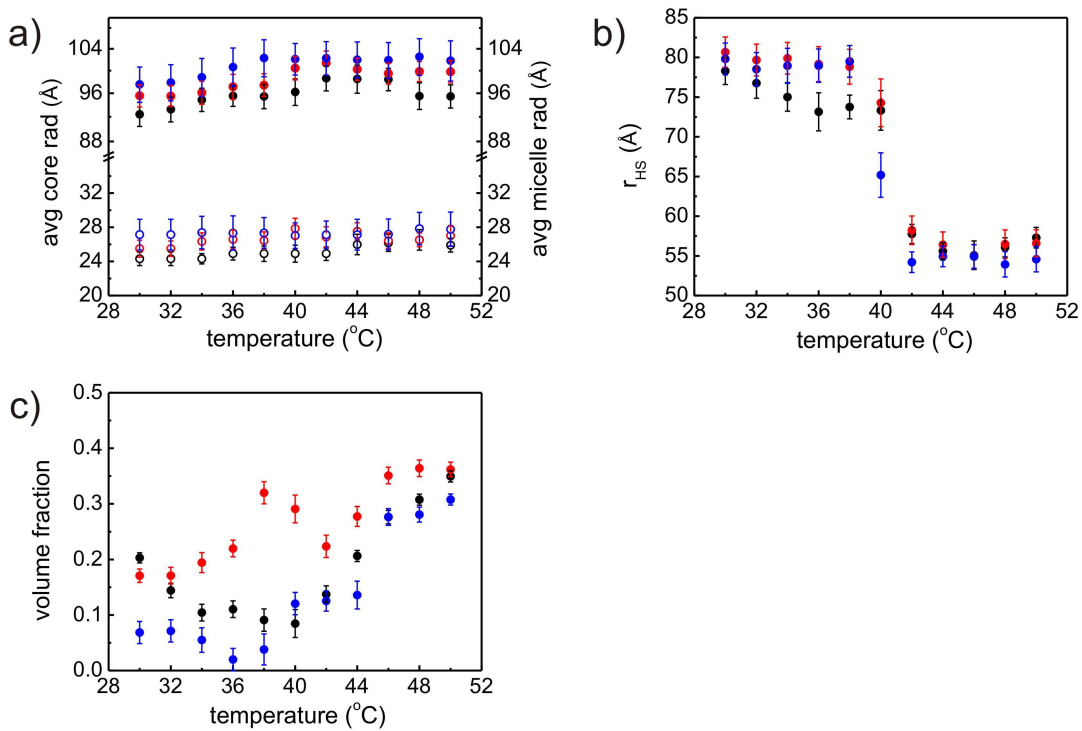 a)
avg core rad (Å)
104
96
88
28
24
20
28 32 36 40 44 48 52
temperature (°C)
104
96
88
28
24
20
avg micelle rad (Å)
b)
r_HS (Å)
85
80
75
70
65
60
55
50
28 32 36 40 44 48 52
temperature (°C)
c)
volume fraction
0.5
0.4
0.3
0.2
0.1
0.0
28 32 36 40 44 48 52
temperature (°C)